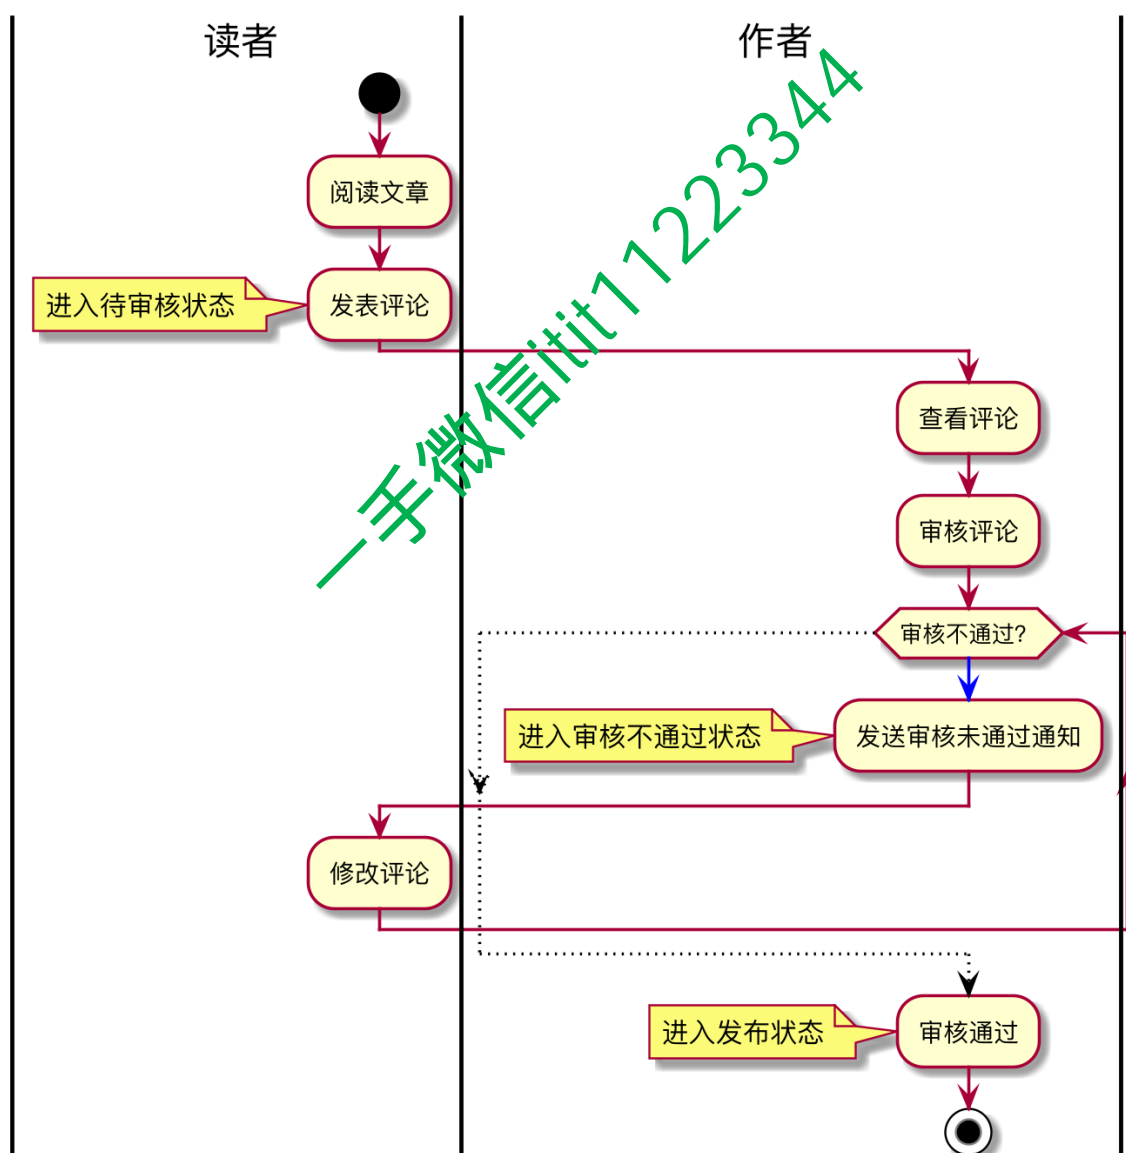 读者
作者
阅读文章
进入待审核状态
发表评论
查看评论
审核评论
审核不通过?
进入审核不通过状态
发送审核未通过通知
修改评论
进入发布状态
审核通过
一手微信itit11223344